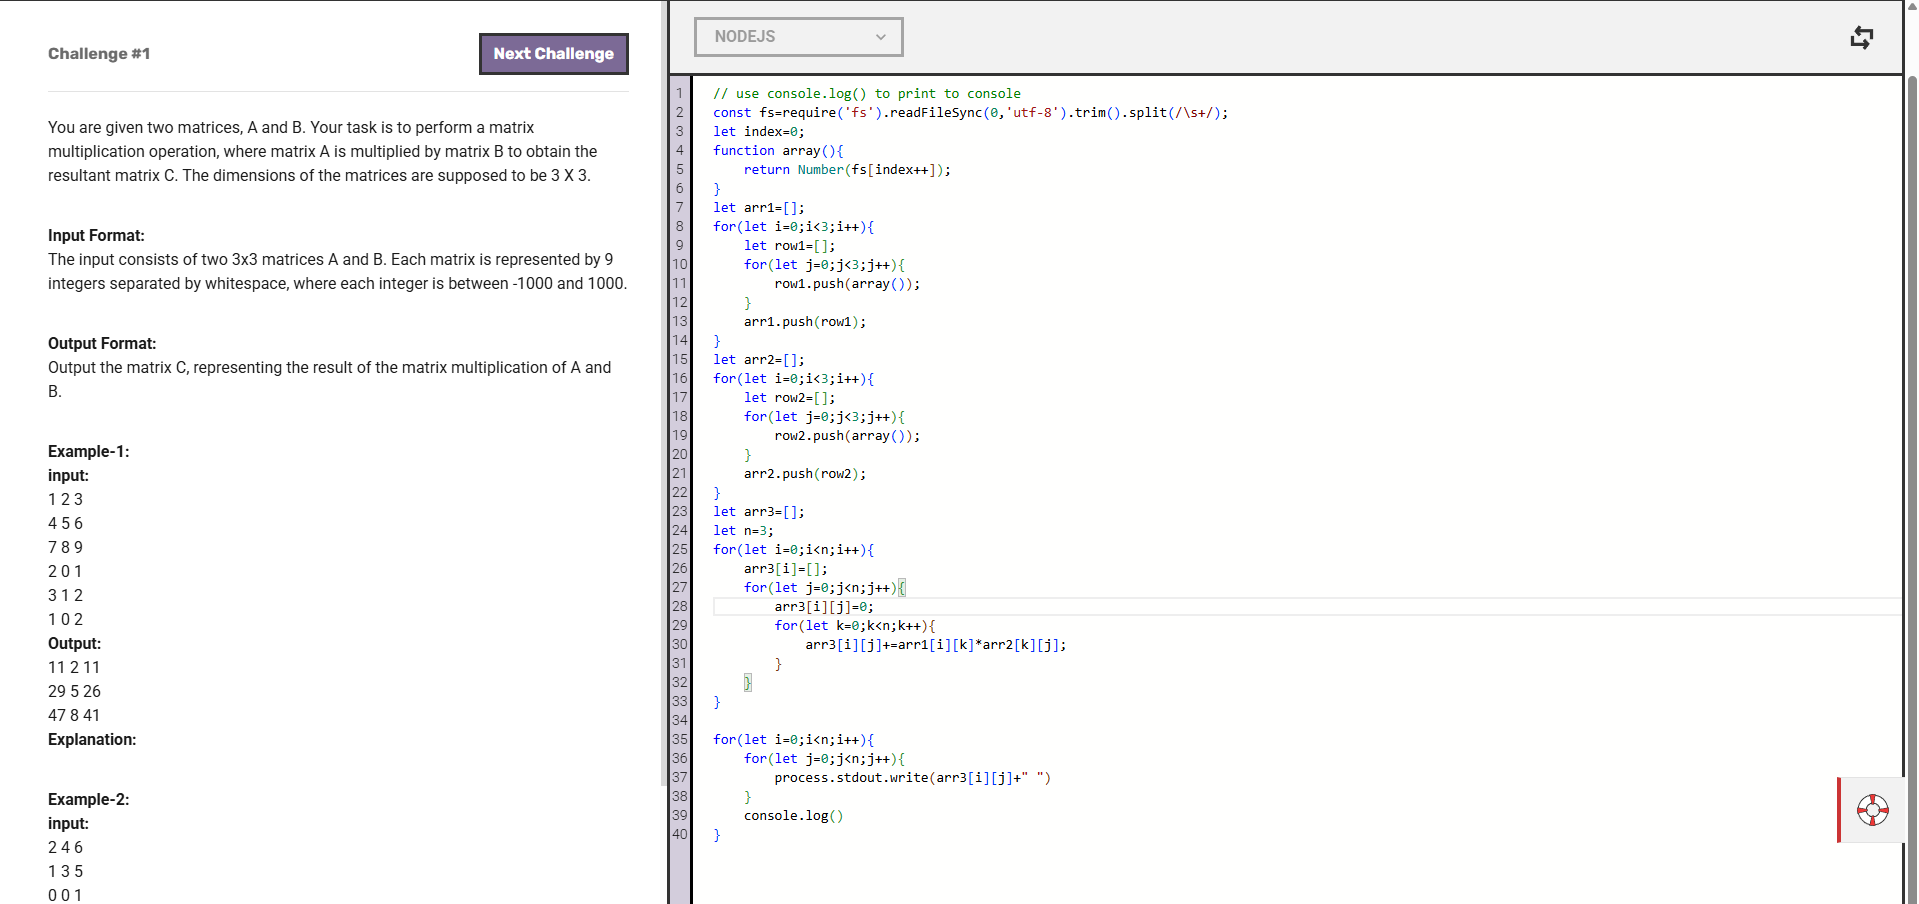 Challenge #1
Next Challenge
You are given two matrices, A and B. Your task is to perform a matrix
multiplication operation, where matrix A is multiplied by matrix B to obtain the
resultant matrix C. The dimensions of the matrices are supposed to be 3 X 3.
Input Format:
The input consists of two 3x3 matrices A and B. Each matrix is represented by 9
integers separated by whitespace, where each integer is between -1000 and 1000.
Output Format:
Output the matrix C, representing the result of the matrix multiplication of A and
B.
Example-1:
input:
1 2 3
4 5 6
7 8 9
2 0 1
3 1 2
1 0 2
Output:
11 2 11
29 5 26
47 8 41
Explanation:
Example-2:
input:
2 4 6
1 3 5
0 0 1
NODEJS
1 // use console.log() to print to console
2 const fs=require('fs').readFileSync(0,'utf-8').trim().split(/\s+/);
3 let index=0;
4 function array(){
5     return Number(fs[index++]);
6 }
7 let arr1=[];
8 for(let i=0;i<3;i++){
9     let row1=[];
10     for(let j=0;j<3;j++){
11         row1.push(array());
12     }
13     arr1.push(row1);
14 }
15 let arr2=[];
16 for(let i=0;i<3;i++){
17     let row2=[];
18     for(let j=0;j<3;j++){
19         row2.push(array());
20     }
21     arr2.push(row2);
22 }
23 let arr3=[];
24 let n=3;
25 for(let i=0;i<n;i++){
26     arr3[i]=[];
27     for(let j=0;j<n;j++){
28         arr3[i][j]=0;
29         for(let k=0;k<n;k++){
30             arr3[i][j]+=arr1[i][k]*arr2[k][j];
31         }
32     }
33 }
34
35 for(let i=0;i<n;i++){
36     for(let j=0;j<n;j++){
37         process.stdout.write(arr3[i][j]+" ")
38     }
39     console.log()
40 }